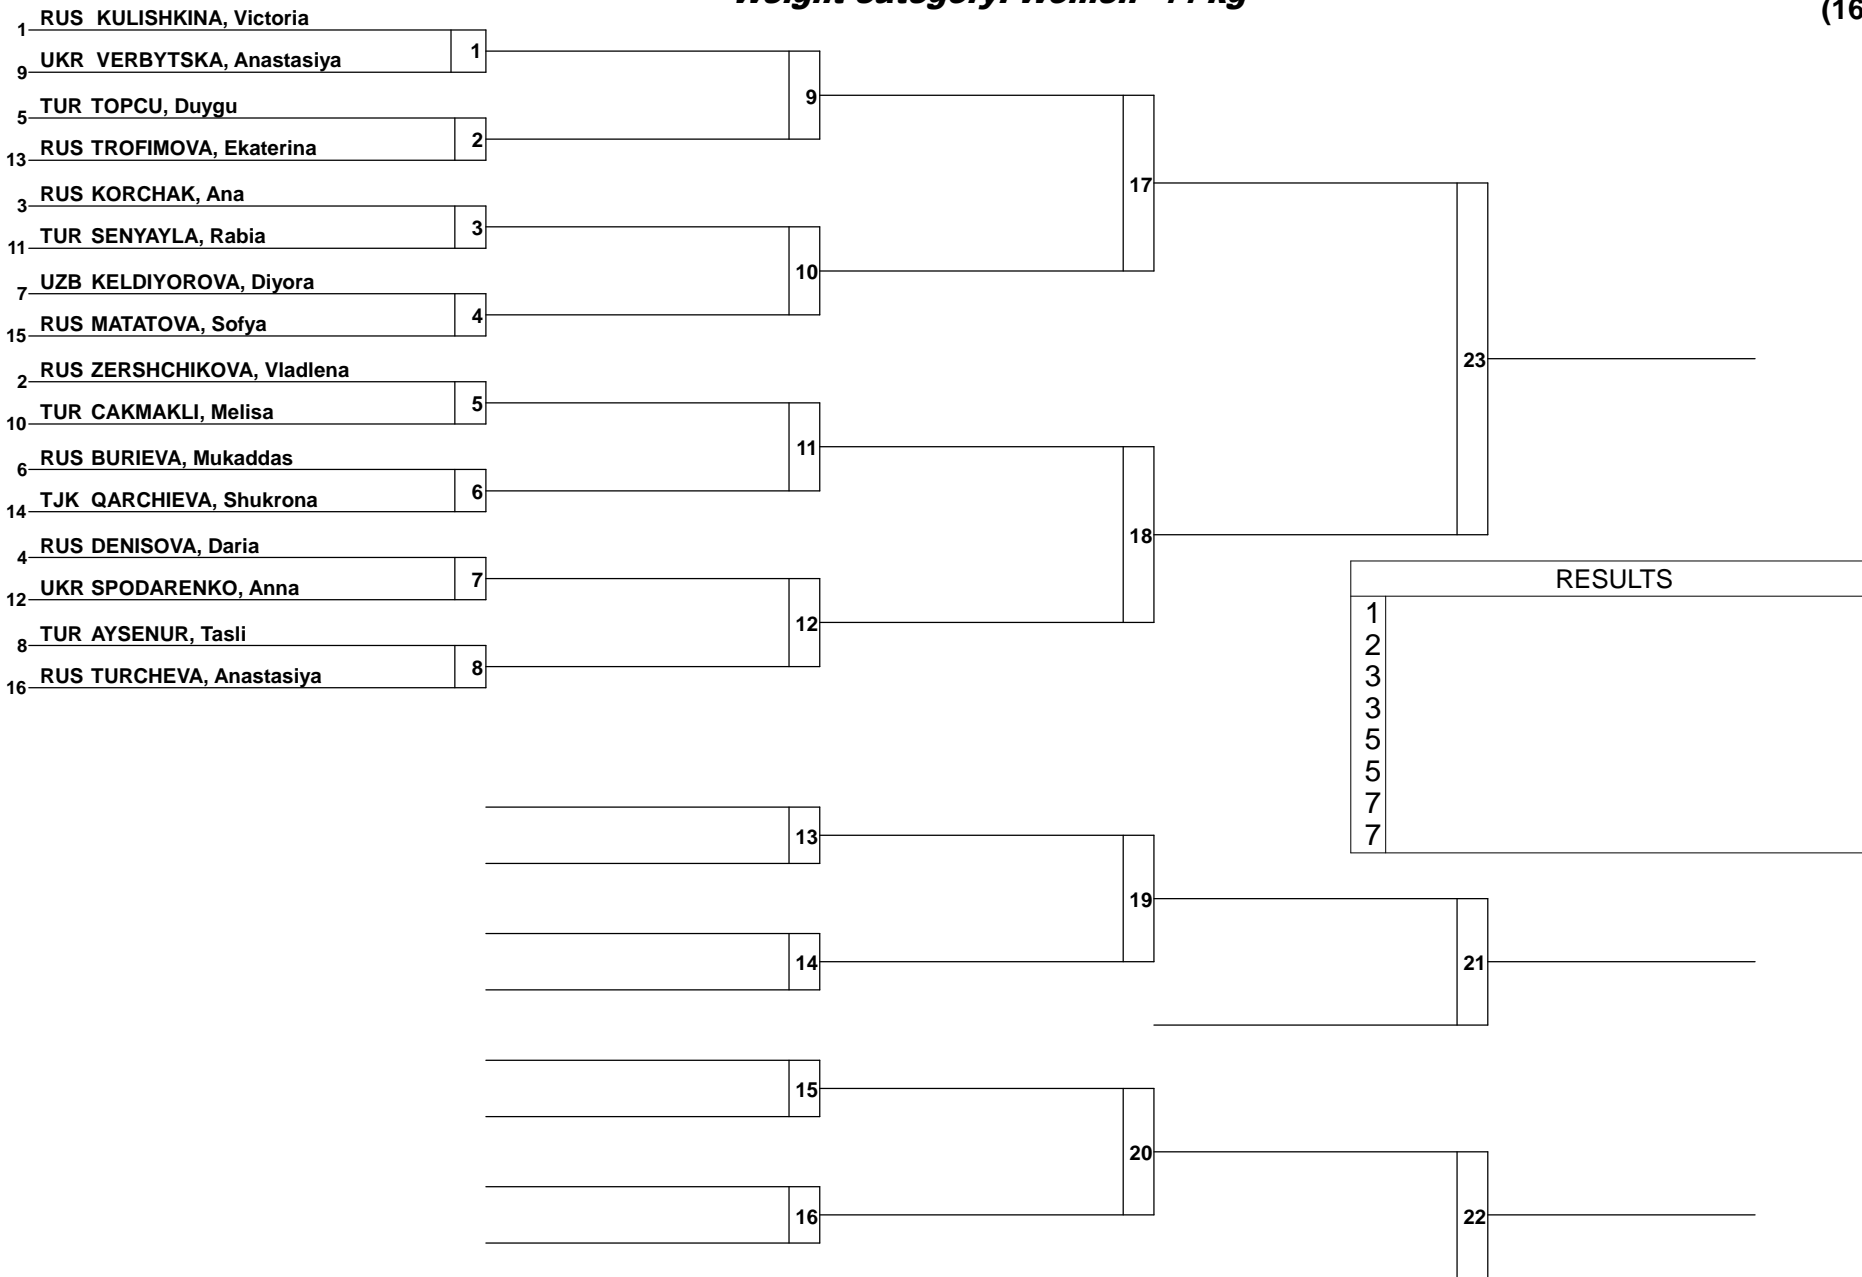 (16
1 RUS KULISHKINA, Victoria
9 UKR VERBYTSKA, Anastasiya
1
5 TUR TOPCU, Duygu
13 RUS TROFIMOVA, Ekaterina
2
3 RUS KORCHAK, Ana
11 TUR SENYAYLA, Rabia
3
7 UZB KELDIYOROVA, Diyora
15 RUS MATATOVA, Sofya
4
2 RUS ZERSHCHIKOVA, Vladlena
10 TUR CAKMAKLI, Melisa
5
6 RUS BURIEVA, Mukaddas
14 TJK QARCHIEVA, Shukrona
6
4 RUS DENISOVA, Daria
12 UKR SPODARENKO, Anna
7
8 TUR AYSENUR, Tasli
16 RUS TURCHEVA, Anastasiya
8
9
10
11
12
17
18
23
RESULTS
1
2
3
3
5
5
7
7
13
14
15
16
19
20
21
22